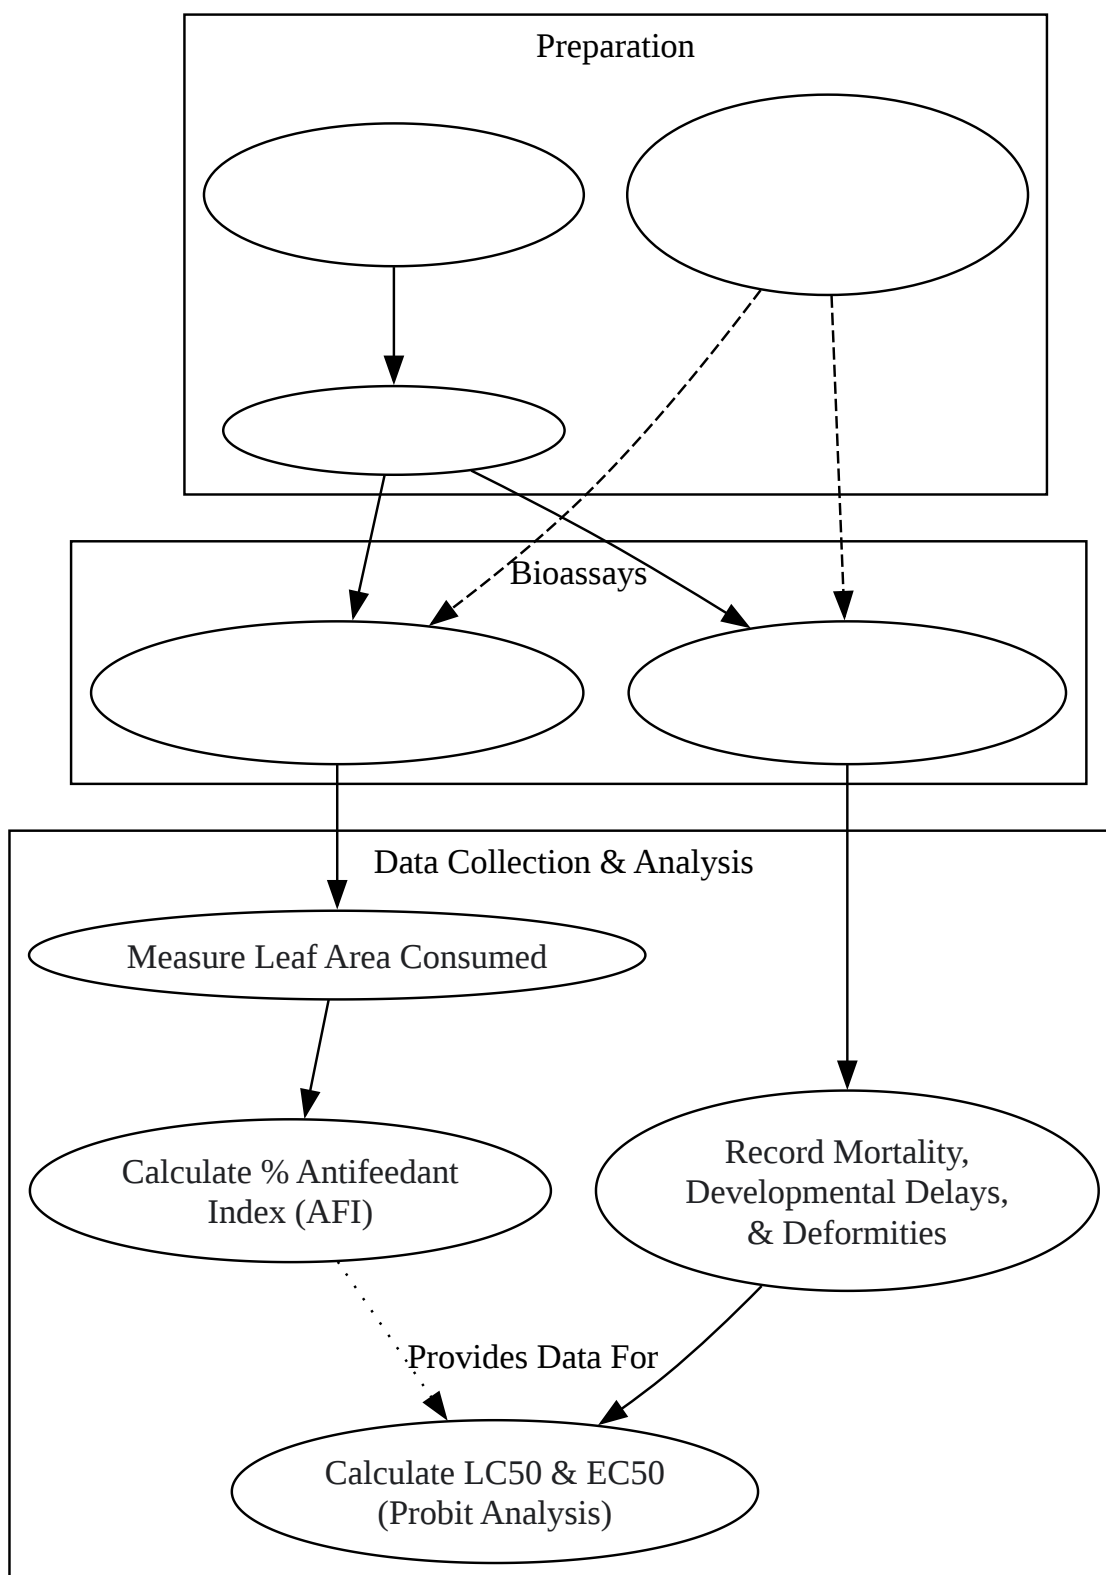 Preparation
Bioassays
Data Collection & Analysis
Measure Leaf Area Consumed
Calculate % Antifeedant
Index (AFI)
Record Mortality,
Developmental Delays,
& Deformities
Provides Data For
Calculate LC50 & EC50
(Probit Analysis)